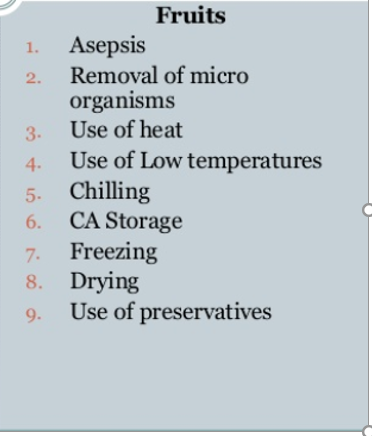 Fruits
1. Asepsis
2. Removal of micro
organisms
3. Use of heat
4. Use of Low temperatures
5. Chilling
6. CA Storage
7. Freezing
8. Drying
9. Use of preservatives